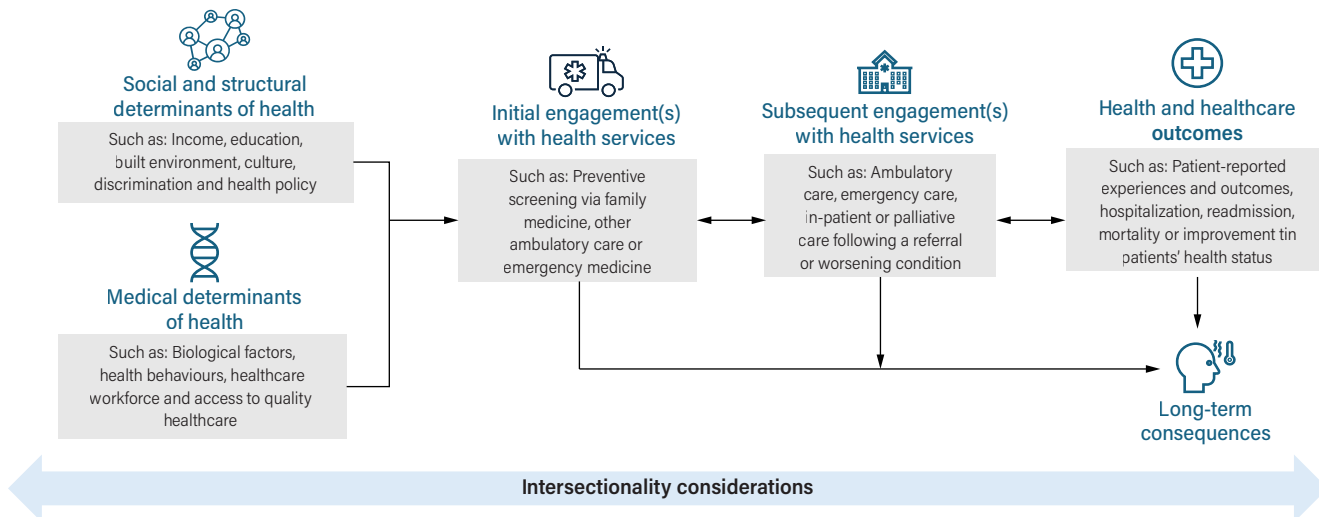 Social and structural
determinants of health
Such as: Income, education,
built environment, culture,
discrimination and health policy
Medical determinants
of health
Such as: Biological factors,
health behaviours, healthcare
workforce and access to quality
healthcare
Initial engagement(s)
with health services
Such as: Preventive
screening via family
medicine, other
ambulatory care or
emergency medicine
Subsequent engagement(s)
with health services
Such as: Ambulatory
care, emergency care,
in-patient or palliative
care following a referral
or worsening condition
Health and healthcare
outcomes
Such as: Patient-reported
experiences and outcomes,
hospitalization, readmission,
mortality or improvement tin
patients’ health status
Long-term
consequences
Intersectionality considerations